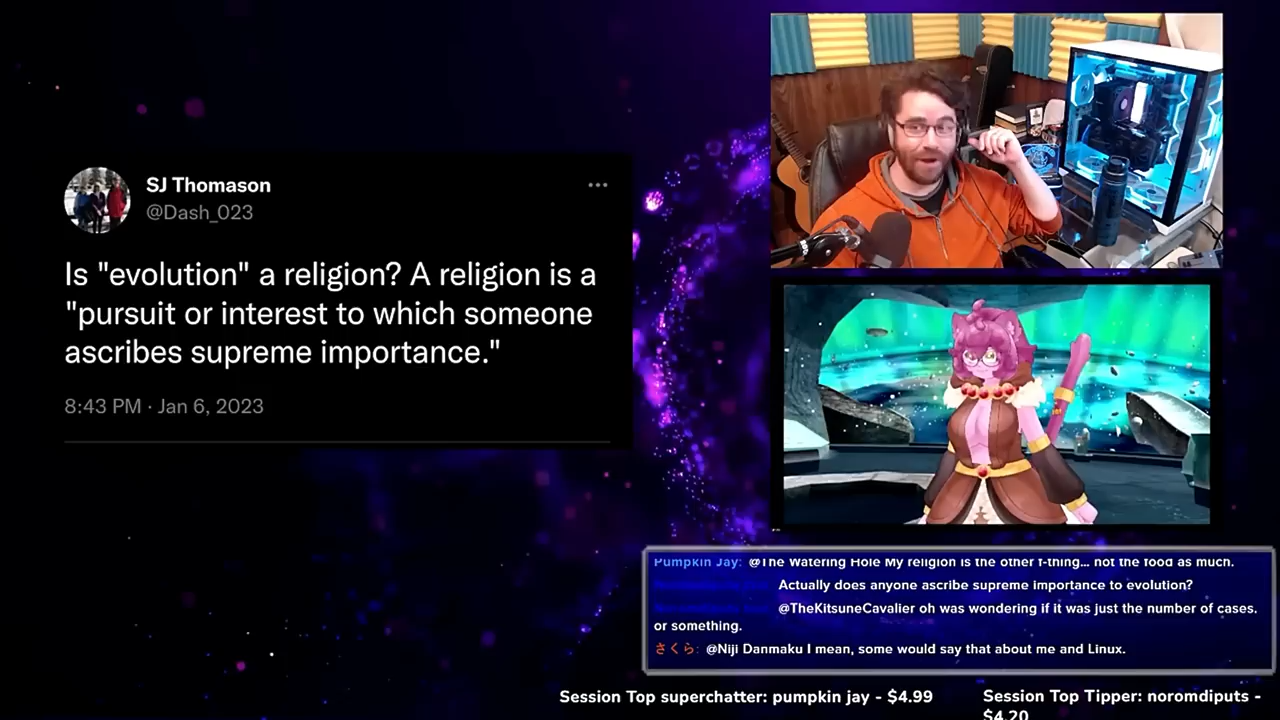 SJ Thomason
@Dash_023
Is "evolution" a religion? A religion is a
"pursuit or interest to which someone
ascribes supreme importance."
8:43 PM · Jan 6, 2023
Pumpkin Jay: @The Watering Hole My religion is the other f-thing... not the food as much.
Actually does anyone ascribe supreme importance to evolution?
@TheKitsuneCavalier oh was wondering if it was just the number of cases.
or something.
さくら: @Niji Danmaku I mean, some would say that about me and Linux.
Session Top superchatter: pumpkin jay - $4.99
Session Top Tipper: noromdiputs -
$4.20